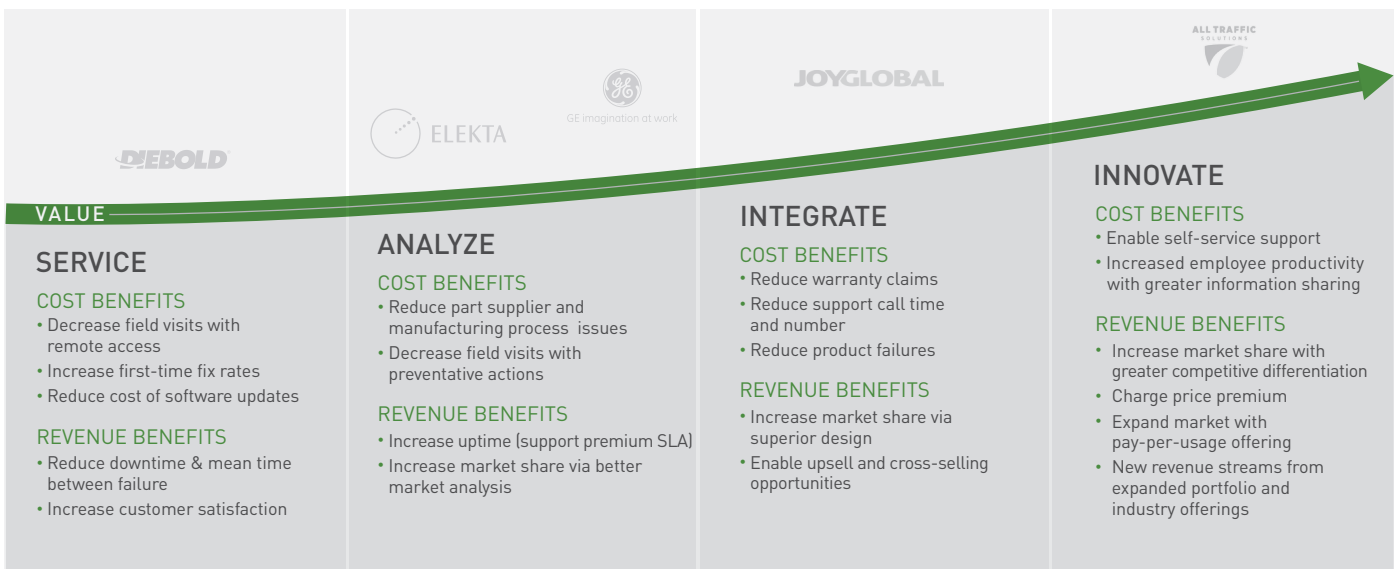 DIEBOLD
ELEKTA
GE imagination at work
JOYGLOBAL
ALL TRAFFIC
SOLUTIONS
VALUE
SERVICE
COST BENEFITS
• Decrease field visits with
remote access
• Increase first-time fix rates
• Reduce cost of software updates
REVENUE BENEFITS
• Reduce downtime & mean time
between failure
• Increase customer satisfaction
ANALYZE
COST BENEFITS
• Reduce part supplier and
manufacturing process issues
• Decrease field visits with
preventative actions
REVENUE BENEFITS
• Increase uptime (support premium SLA)
• Increase market share via better
market analysis
INTEGRATE
COST BENEFITS
• Reduce warranty claims
• Reduce support call time
and number
• Reduce product failures
REVENUE BENEFITS
• Increase market share via
superior design
• Enable upsell and cross-selling
opportunities
INNOVATE
COST BENEFITS
• Enable self-service support
• Increased employee productivity
with greater information sharing
REVENUE BENEFITS
• Increase market share with
greater competitive differentiation
• Charge price premium
• Expand market with
pay-per-usage offering
• New revenue streams from
expanded portfolio and
industry offerings